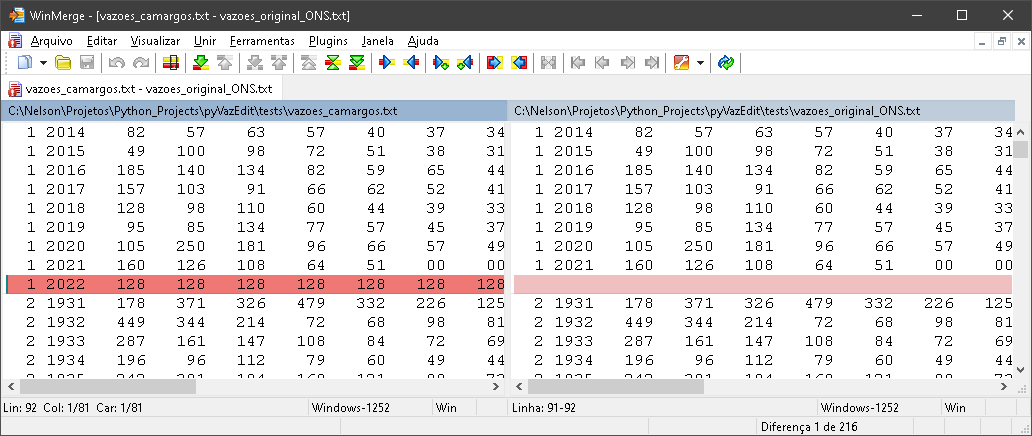 WinMerge - [vazoes_camargos.txt - vazoes_original_ONS.txt]
Arquivo Editar Visualizar Unir Ferramentas Plugins Janela Ajuda
vazoes_camargos.txt - vazoes_original_ONS.txt
C:\Nelson\Projetos\Python_Projects\pyVazEdit\tests\vazoes_camargos.txt
1 2014 82 57 63 57 40 37 34
1 2015 49 100 98 72 51 38 31
1 2016 185 140 134 82 59 65 44
1 2017 157 103 91 66 62 52 41
1 2018 128 98 110 60 44 39 33
1 2019 95 85 134 77 57 45 37
1 2020 105 250 181 96 66 57 49
1 2021 160 126 108 64 51 00 00
1 2022 128 128 128 128 128 128 128
2 1931 178 371 326 479 332 226 125
2 1932 449 344 214 72 68 98 81
2 1933 287 161 147 108 84 72 69
2 1934 196 96 112 79 60 49 44
C:\Nelson\Projetos\Python_Projects\pyVazEdit\tests\vazoes_original_ONS.txt
1 2014 82 57 63 57 40 37 34
1 2015 49 100 98 72 51 38 31
1 2016 185 140 134 82 59 65 44
1 2017 157 103 91 66 62 52 41
1 2018 128 98 110 60 44 39 33
1 2019 95 85 134 77 57 45 37
1 2020 105 250 181 96 66 57 49
1 2021 160 126 108 64 51 00 00
2 1931 178 371 326 479 332 226 125
2 1932 449 344 214 72 68 98 81
2 1933 287 161 147 108 84 72 69
2 1934 196 96 112 79 60 49 44
Lin: 92 Col: 1/81 Car: 1/81 Windows-1252 Win
Linha: 91-92 Windows-1252 Win
Diferença 1 de 216